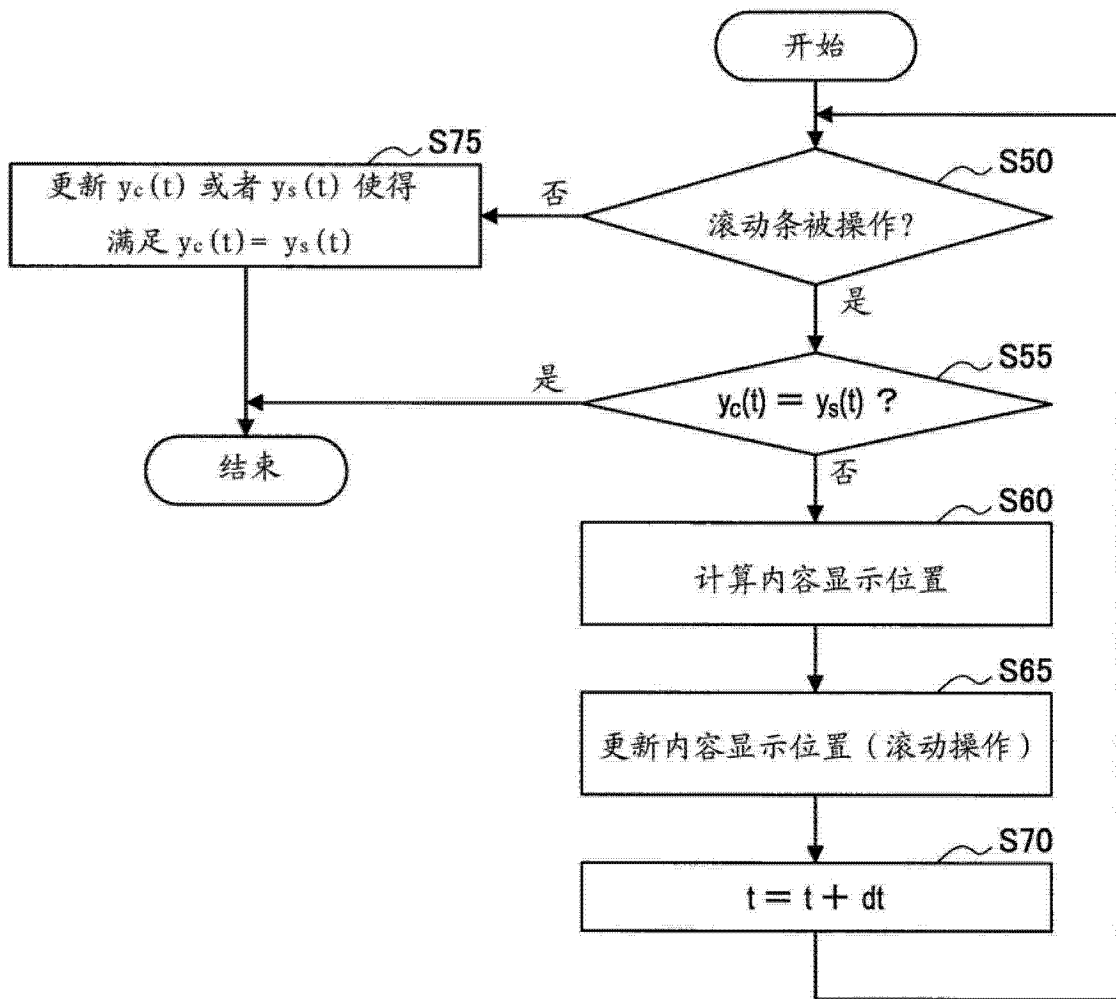 开始
S50
滚动条被操作?
否
是
S75
更新 yc(t) 或者 ys(t) 使得
满足 yc(t)= ys(t)
S55
yc(t) = ys(t) ?
是
否
结束
S60
计算内容显示位置
S65
更新内容显示位置(滚动操作)
S70
t = t + dt